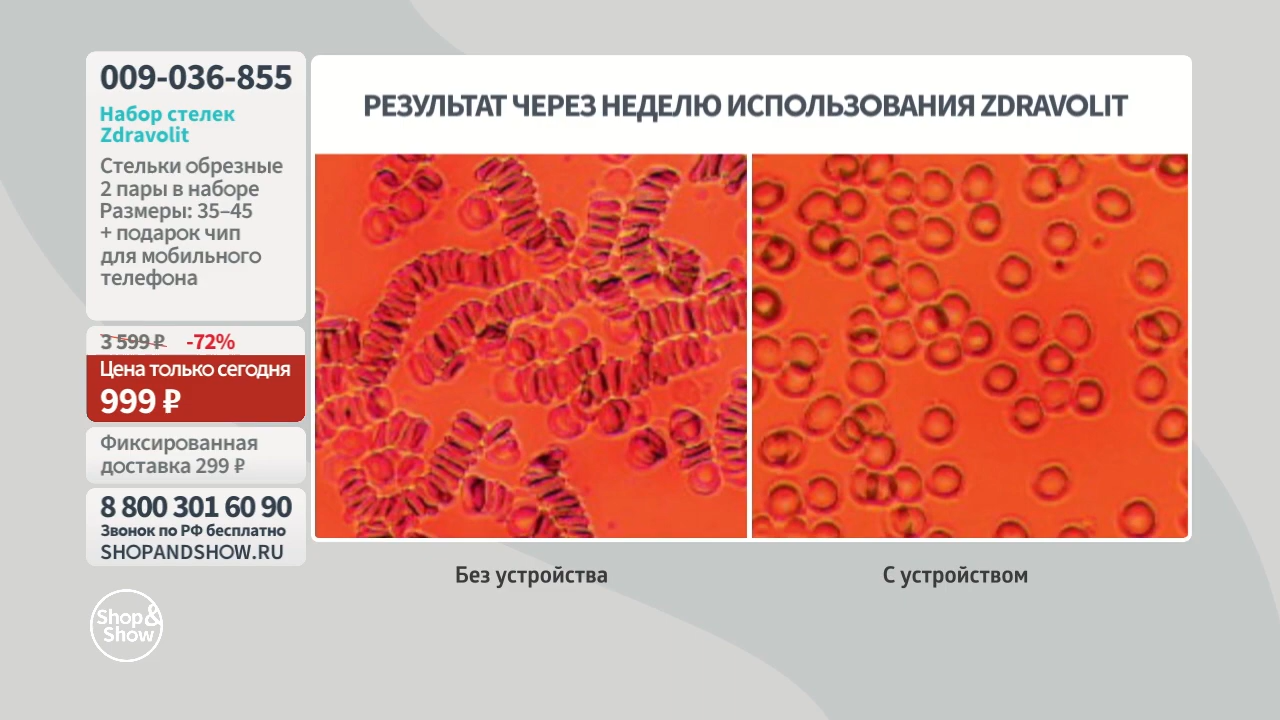 009-036-855
Набор стелек
Zdravolit
Стельки обрезные
2 пары в наборе
Размеры: 35–45
+ подарок чип
для мобильного
телефона
3 599 ₽ -72%
Цена только сегодня
999 ₽
Фиксированная
доставка 299 ₽
8 800 301 60 90
Звонок по РФ бесплатно
SHOPANDSHOW.RU
Shop&
Show
РЕЗУЛЬТАТ ЧЕРЕЗ НЕДЕЛЮ ИСПОЛЬЗОВАНИЯ ZDRAVOLIT
Без устройства
С устройством